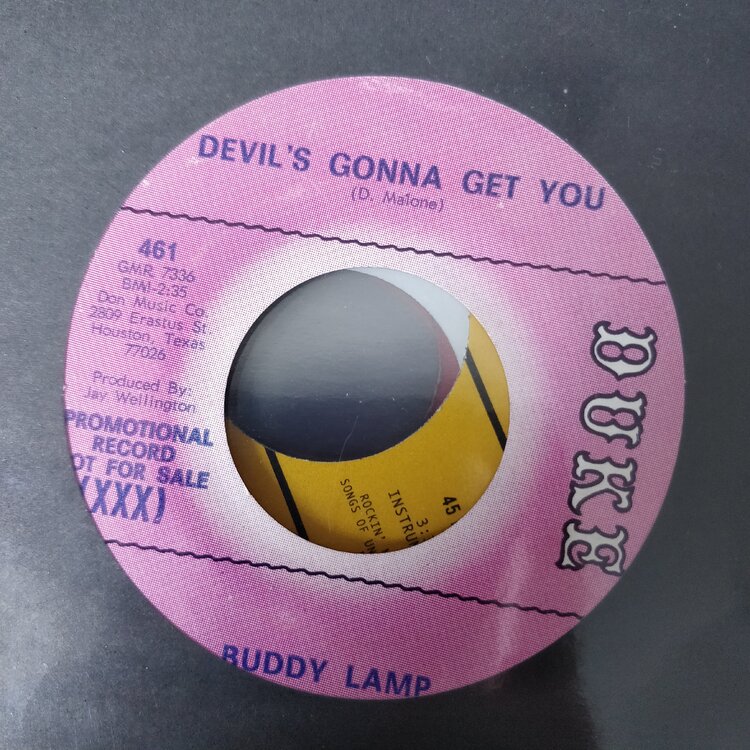 DEVIL'S GONNA GET YOU
(D. Malone)
461
GMR 7336
BMI-2:35
Don Music Co.
2809 Erastus St.
Houston, Texas
77026
Produced By:
Jay Wellington
PROMOTIONAL
RECORD
OT FOR SALE
(XXX)
DUKE
BUDDY LAMP
45
3:
INSTRU
ROCKIN'
SONGS OF